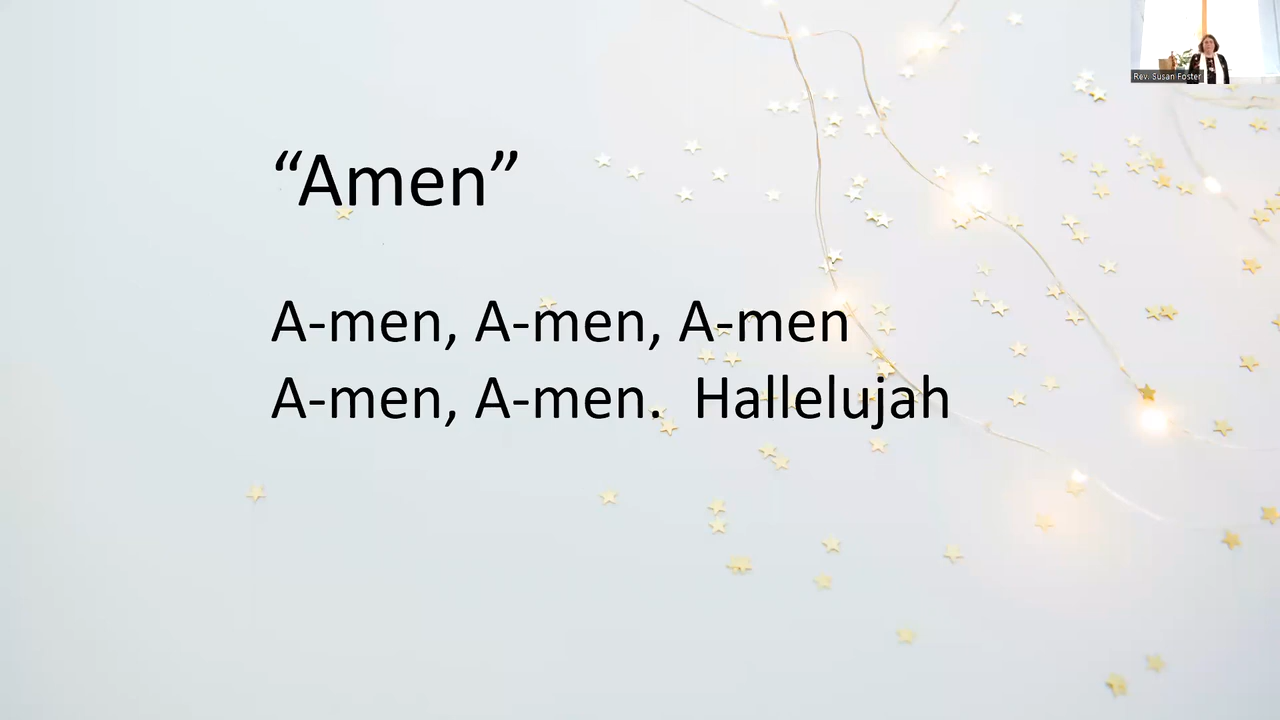 “Amen”
A-men, A-men, A-men
A-men, A-men.  Hallelujah
Rev. Susan Foster